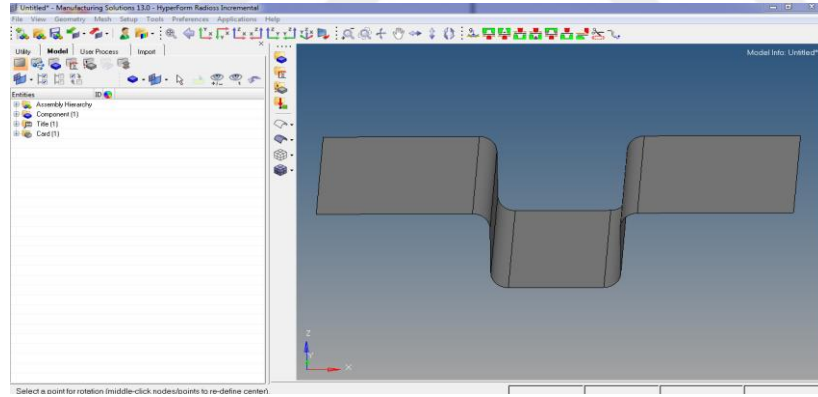 Untitled* - Manufacturing Solutions 13.0 - HyperForm Radioss Incremental
File View Geometry Mesh Setup Tools Preferences Applications Help
Utility Model User Process Import
Model Info: Untitled*
Entities ID
Assembly Hierarchy
Component (1)
Title (1)
Card (1)
Z
Y
X
Select a point for rotation (middle-click nodes/points to re-define center).